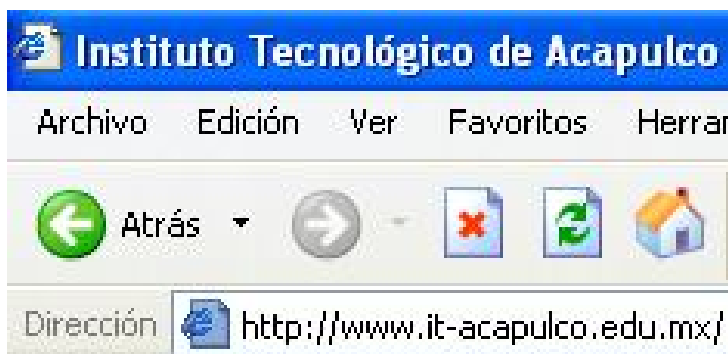 Instituto Tecnológico de Acapulco
Archivo Edición Ver Favoritos
Atrás
Dirección http://www.it-acapulco.edu.mx/